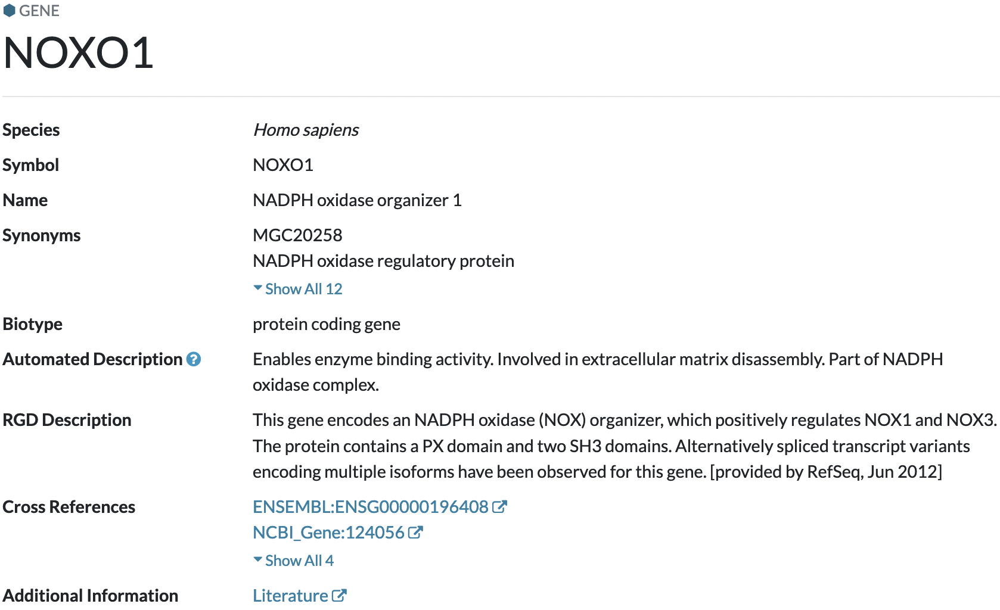 GENE
NOXO1
Species Homo sapiens
Symbol NOXO1
Name NADPH oxidase organizer 1
Synonyms MGC20258
NADPH oxidase regulatory protein
Show All 12
Biotype protein coding gene
Automated Description ? Enables enzyme binding activity. Involved in extracellular matrix disassembly. Part of NADPH
oxidase complex.
RGD Description This gene encodes an NADPH oxidase (NOX) organizer, which positively regulates NOX1 and NOX3.
The protein contains a PX domain and two SH3 domains. Alternatively spliced transcript variants
encoding multiple isoforms have been observed for this gene. [provided by RefSeq, Jun 2012]
Cross References ENSEMBL:ENSG00000196408
NCBI_Gene:124056
Show All 4
Additional Information Literature